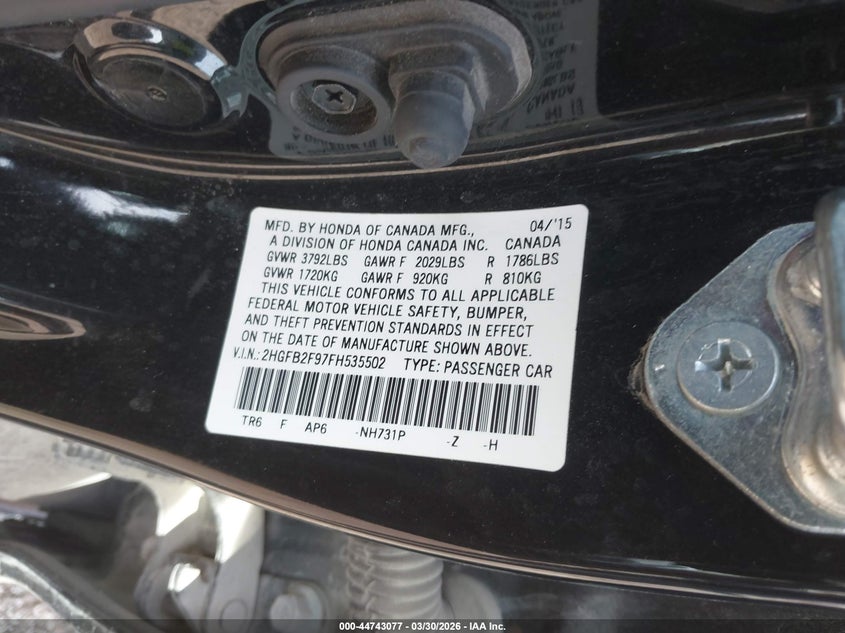 MFD. BY HONDA OF CANADA MFG., 04/'15
A DIVISION OF HONDA CANADA INC. CANADA
GVWR 3792LBS GAWR F 2029LBS R 1786LBS
GVWR 1720KG GAWR F 920KG R 810KG
THIS VEHICLE CONFORMS TO ALL APPLICABLE
FEDERAL MOTOR VEHICLE SAFETY, BUMPER,
AND THEFT PREVENTION STANDARDS IN EFFECT
ON THE DATE OF MANUFACTURE SHOWN ABOVE.
V.I.N.: 2HGFB2F97FH535502 TYPE: PASSENGER CAR
TR6 F AP6 -NH731P -Z -H
000-44743077 — 03/30/2026 — IAA Inc.